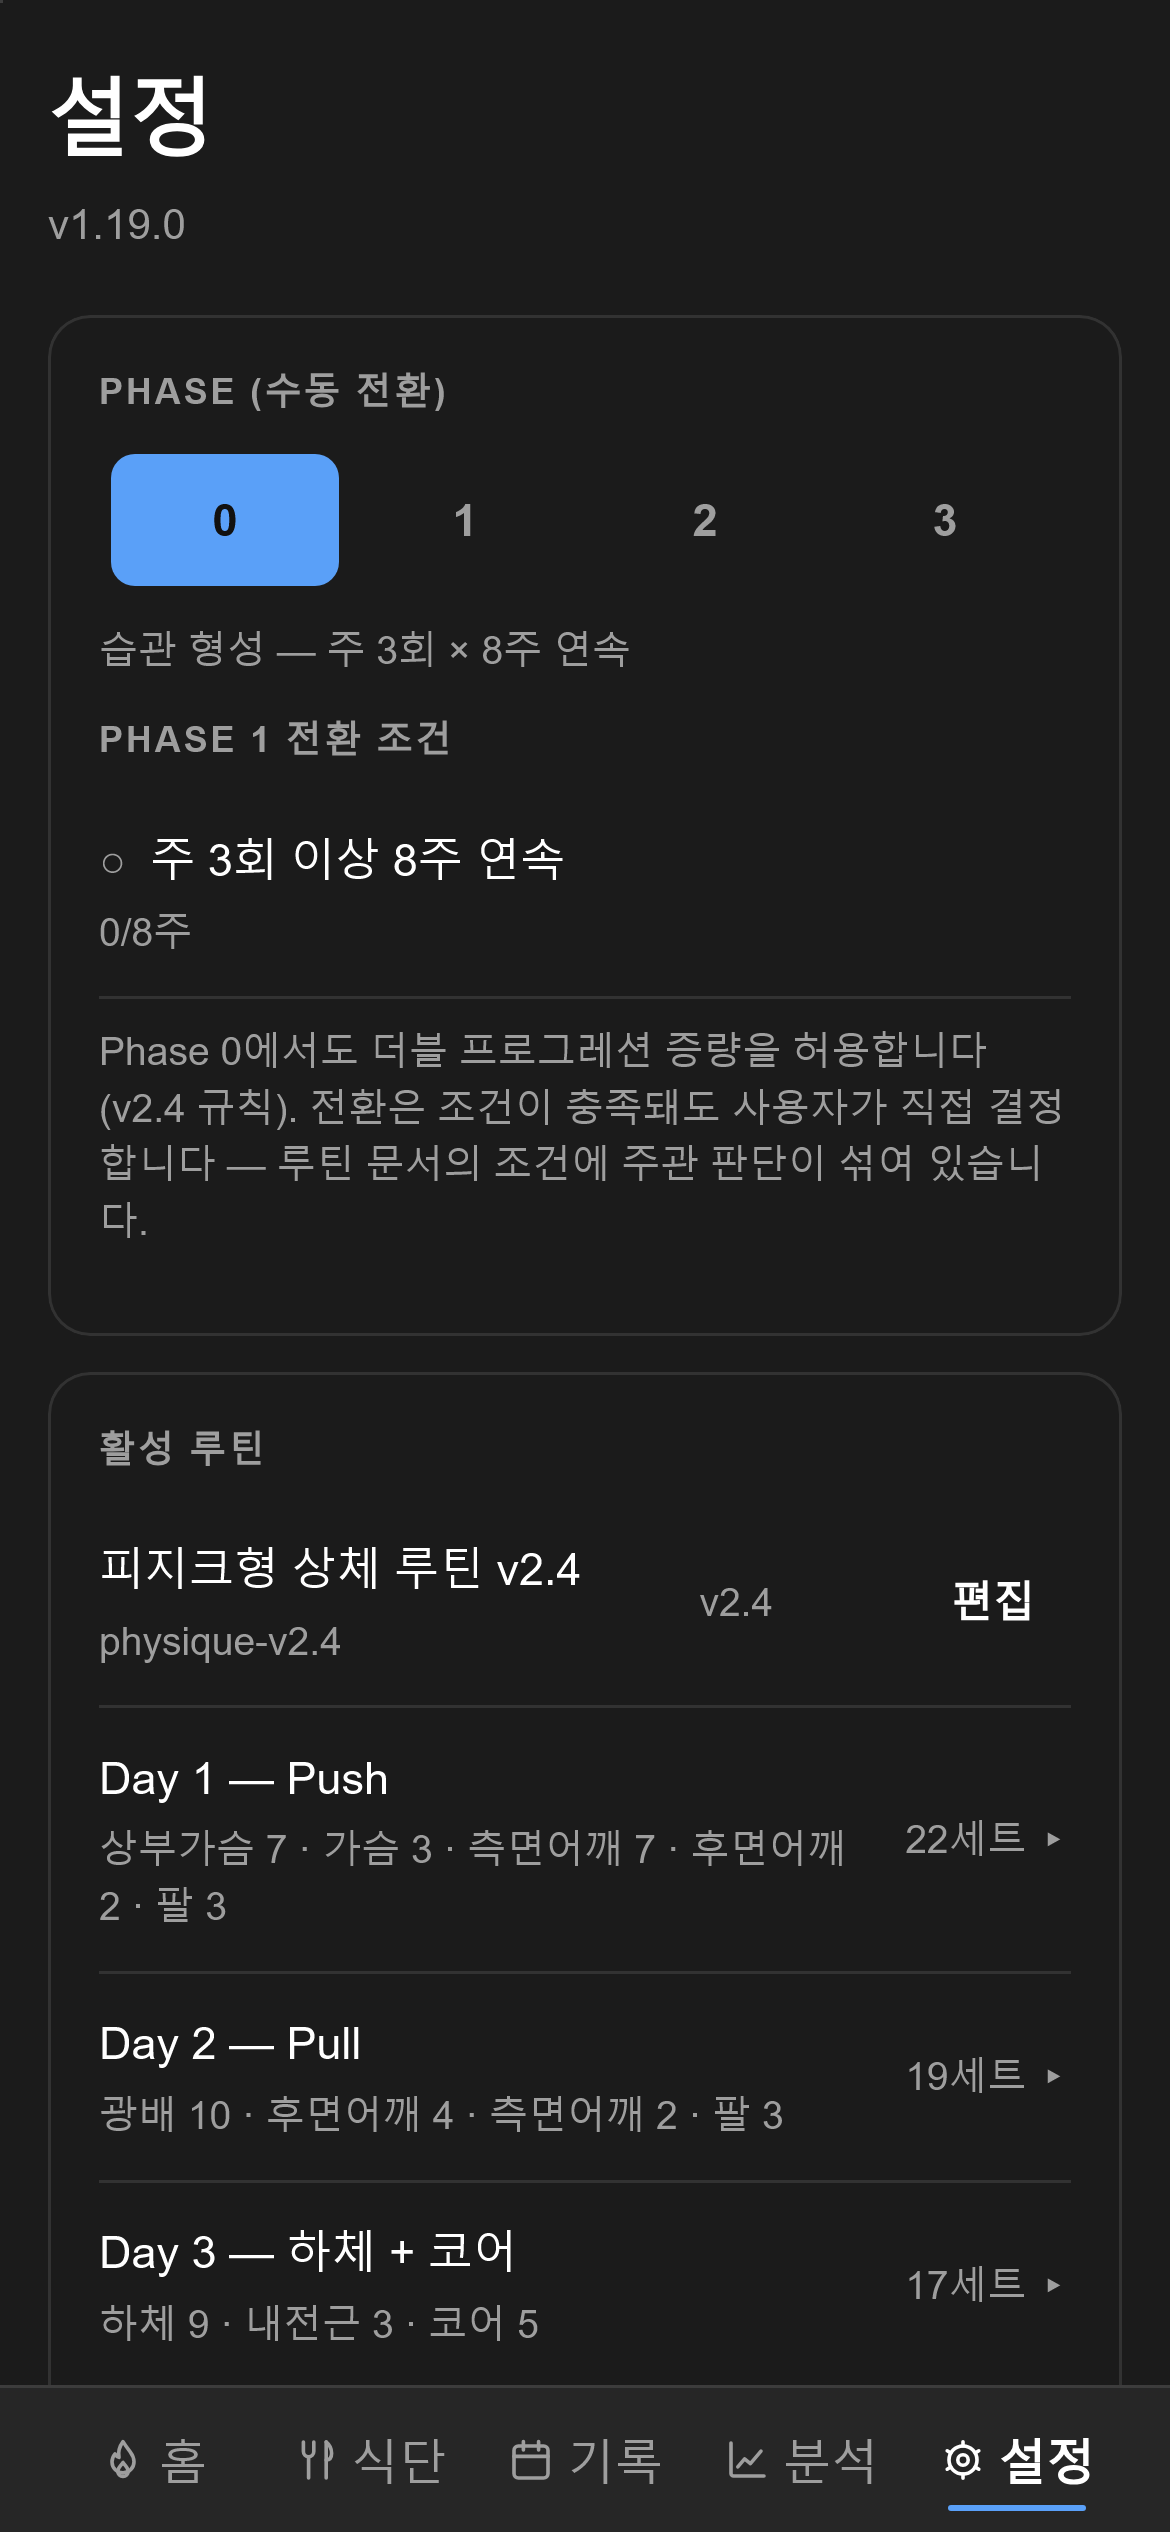 설정
v1.19.0
PHASE (수동 전환)
0 1 2 3
습관 형성 — 주 3회 × 8주 연속
PHASE 1 전환 조건
○ 주 3회 이상 8주 연속
0/8주
Phase 0에서도 더블 프로그레션 증량을 허용합니다
(v2.4 규칙). 전환은 조건이 충족돼도 사용자가 직접 결정
합니다 — 루틴 문서의 조건에 주관 판단이 섞여 있습니
다.
활성 루틴
피지크형 상체 루틴 v2.4
physique-v2.4
v2.4
편집
Day 1 — Push
상부가슴 7 · 가슴 3 · 측면어깨 7 · 후면어깨
2 · 팔 3
22세트 ▸
Day 2 — Pull
광배 10 · 후면어깨 4 · 측면어깨 2 · 팔 3
19세트 ▸
Day 3 — 하체 + 코어
하체 9 · 내전근 3 · 코어 5
17세트 ▸
홈 식단 기록 분석 설정